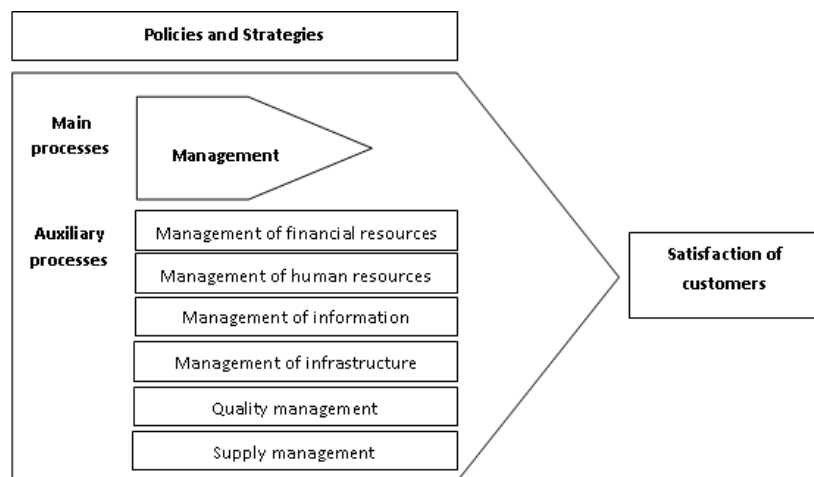 Policies and Strategies
Main
processes
Management
Auxiliary
processes
Management of financial resources
Management of human resources
Management of information
Management of infrastructure
Quality management
Supply management
Satisfaction of
customers